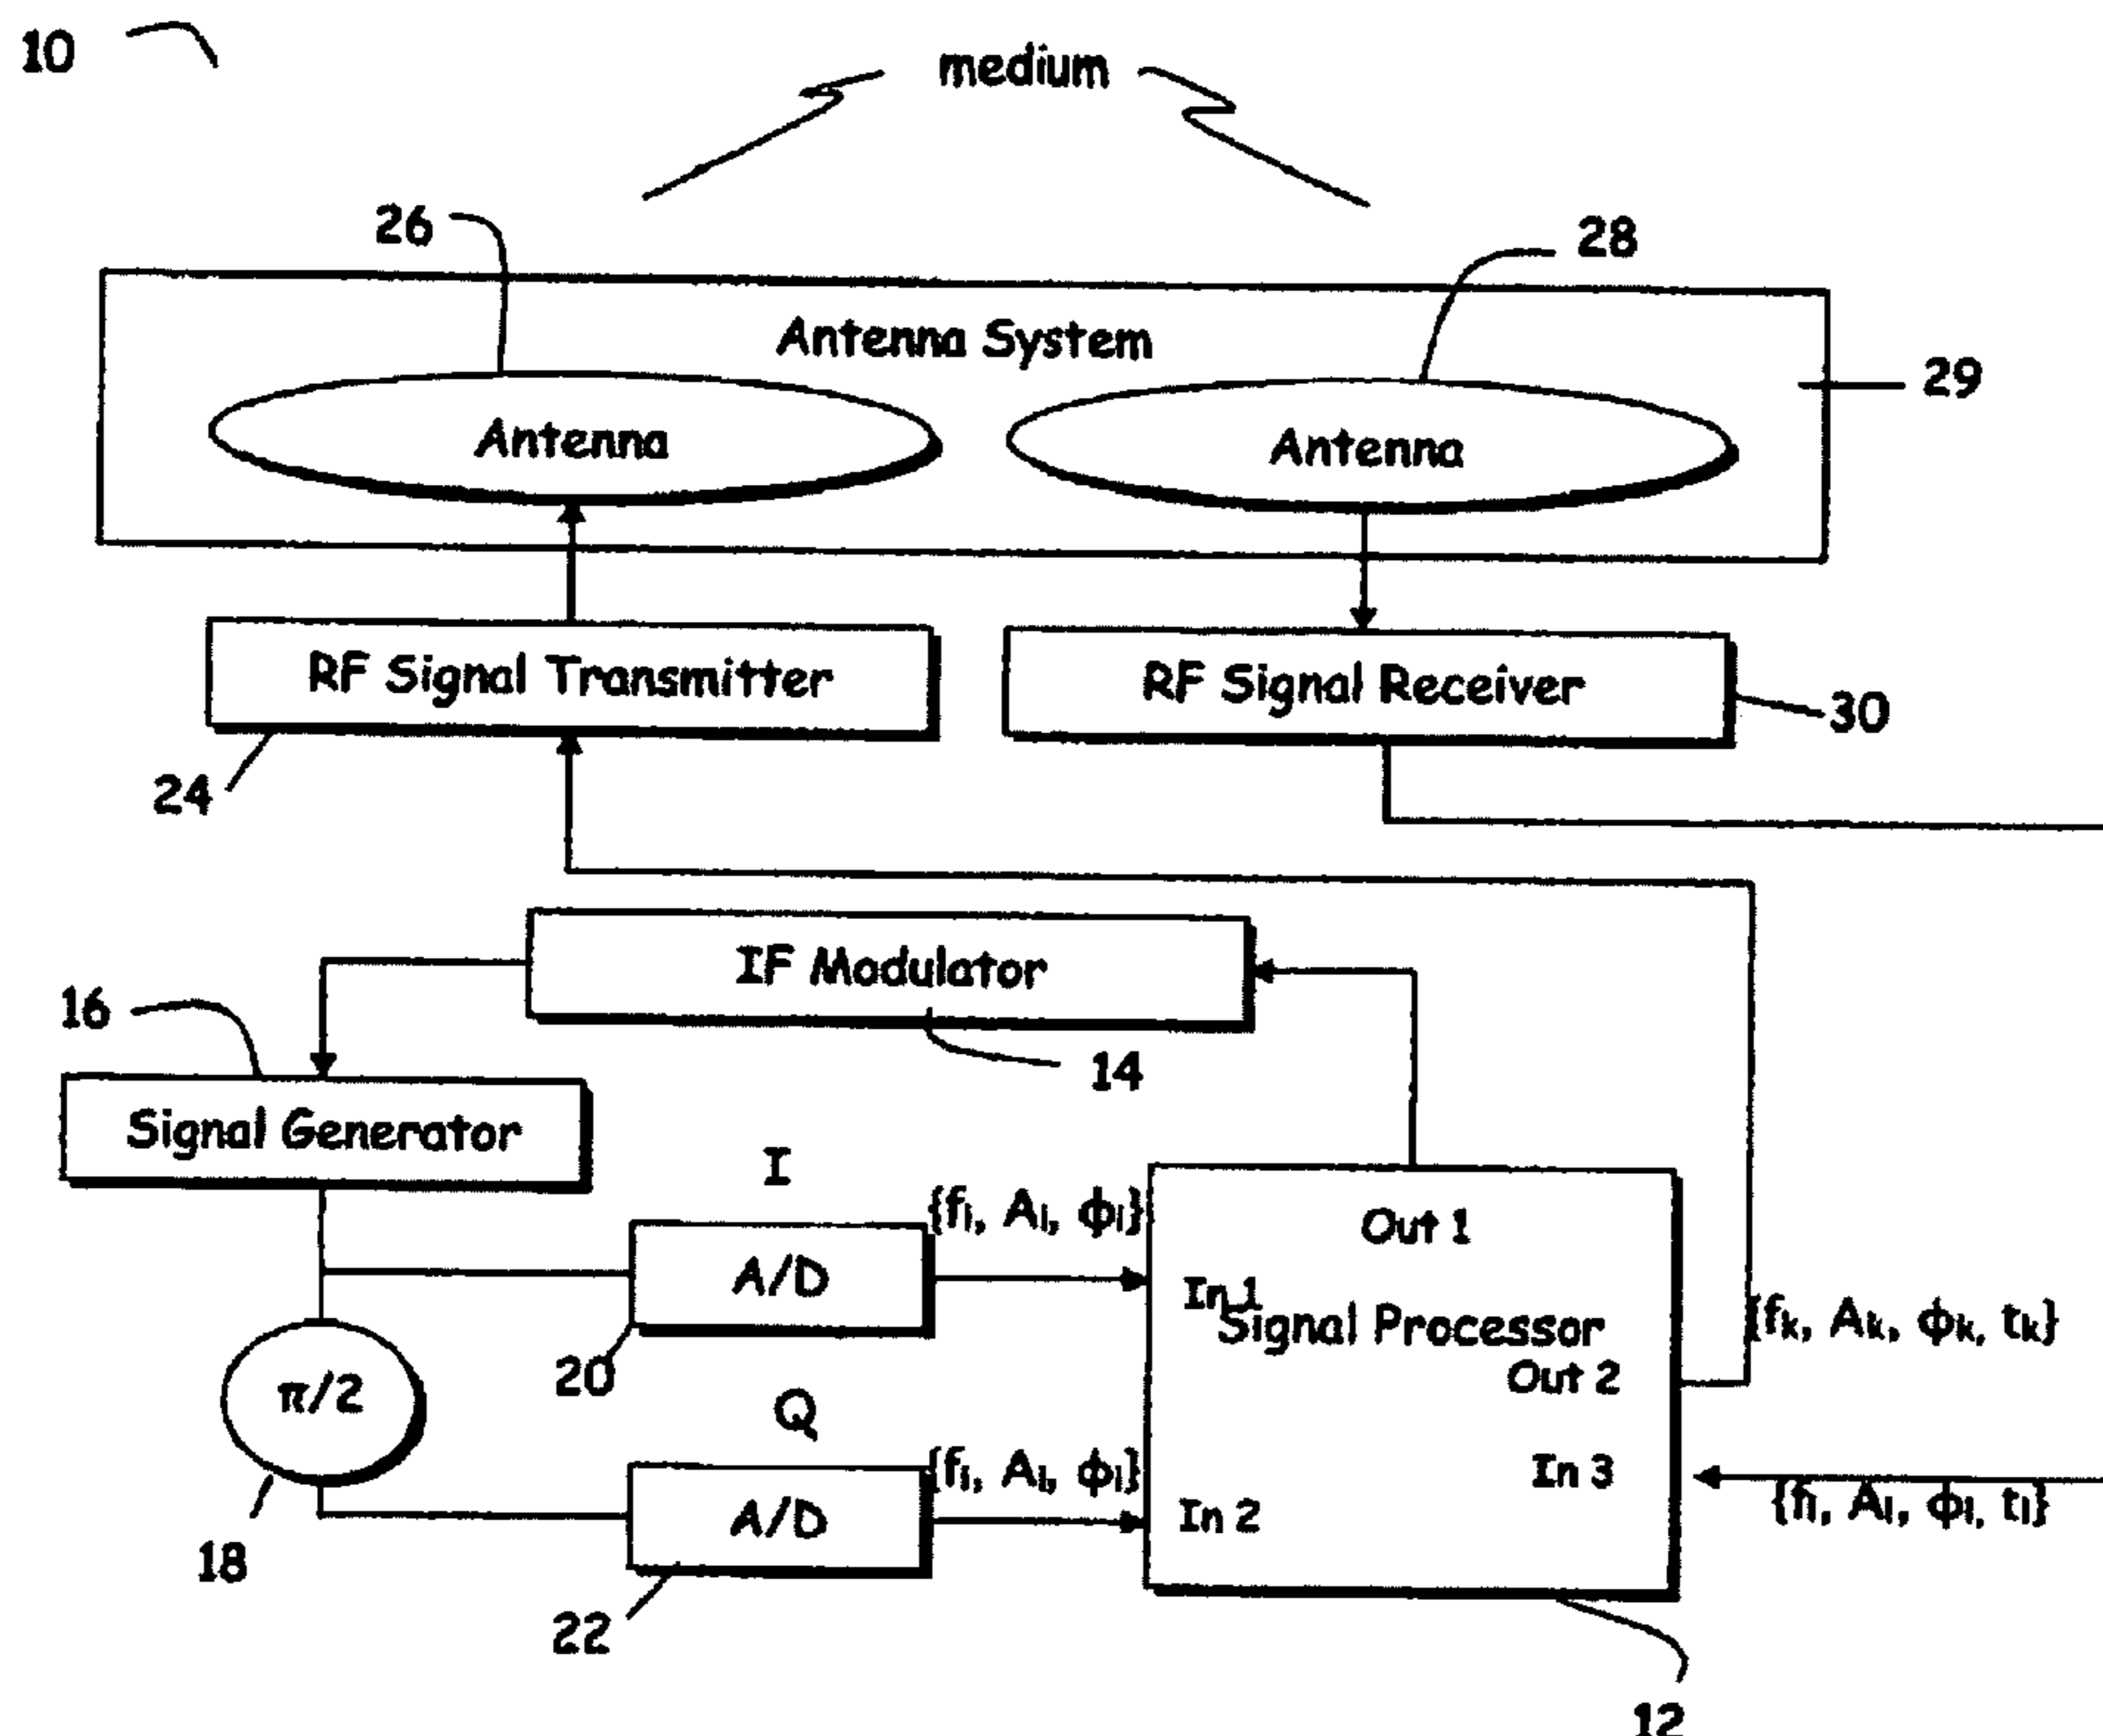 10
medium
26
28
Antenna System
29
Antenna
Antenna
RF Signal Transmitter
RF Signal Receiver
30
24
IF Modulator
16
14
Signal Generator
I
{fᵢ, Aᵢ, ϕᵢ}
Out 1
A/D
In 1
Signal Processor
{fₖ, Aₖ, ϕₖ, tₖ}
20
Out 2
π/2
Q
{fᵢ, Aᵢ, ϕᵢ}
In 3
{fₗ, Aₗ, ϕₗ, tₗ}
A/D
In 2
18
22
12